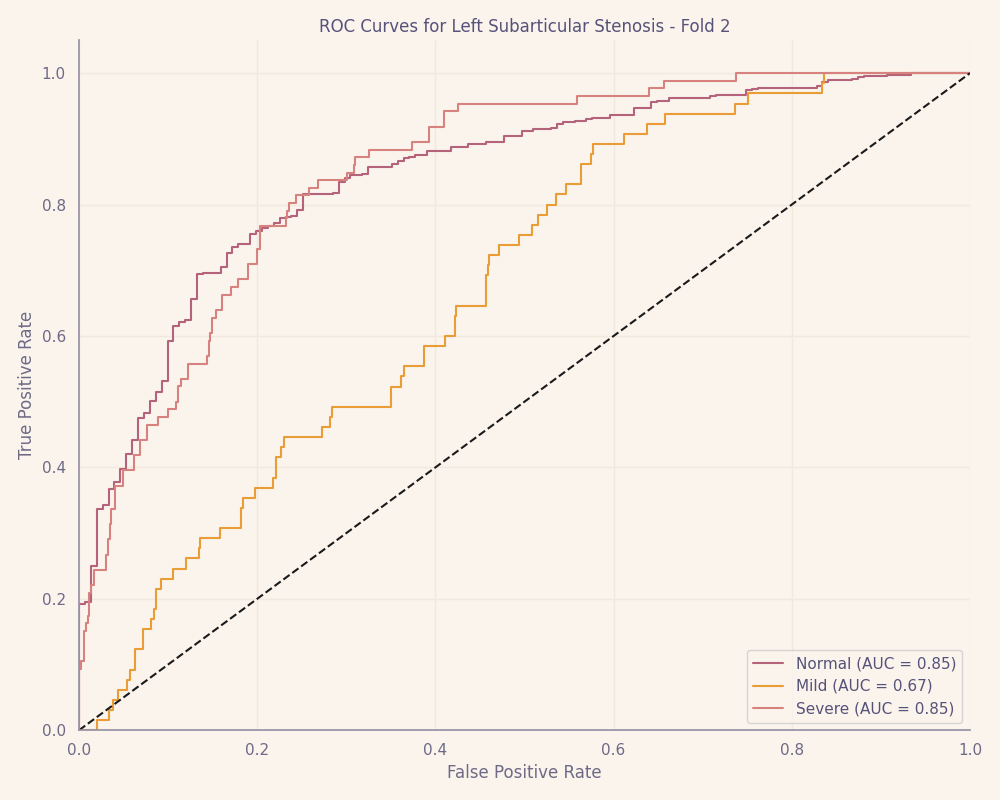 ROC Curves for Left Subarticular Stenosis - Fold 2
True Positive Rate
1.0
0.8
0.6
0.4
0.2
0.0
0.0 0.2 0.4 0.6 0.8 1.0
False Positive Rate
Normal (AUC = 0.85)
Mild (AUC = 0.67)
Severe (AUC = 0.85)